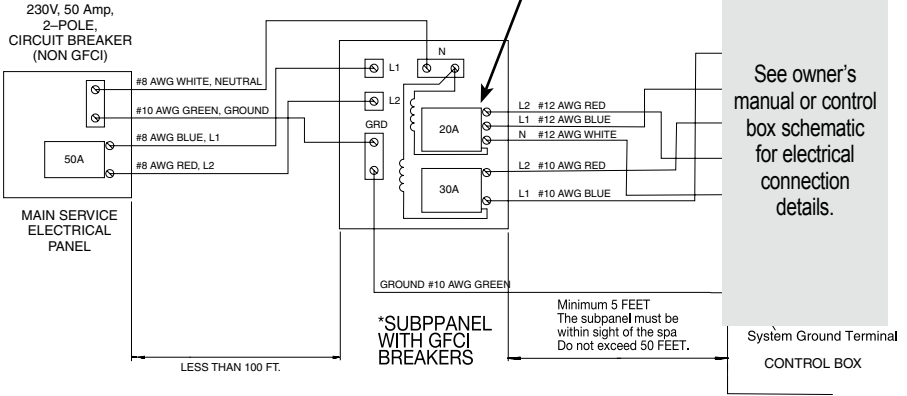 230V, 50 Amp,
2–POLE,
CIRCUIT BREAKER
(NON GFCI)
#8 AWG WHITE, NEUTRAL
#10 AWG GREEN, GROUND
#8 AWG BLUE, L1
#8 AWG RED, L2
50A
MAIN SERVICE
ELECTRICAL
PANEL
LESS THAN 100 FT.
L1
N
L2
GRD
20A
30A
L2 #12 AWG RED
L1 #12 AWG BLUE
N #12 AWG WHITE
L2 #10 AWG RED
L1 #10 AWG BLUE
GROUND #10 AWG GREEN
*SUBPPANEL
WITH GFCI
BREAKERS
Minimum 5 FEET
The subpanel must be
within sight of the spa
Do not exceed 50 FEET.
See owner's
manual or control
box schematic
for electrical
connection
details.
System Ground Terminal
CONTROL BOX